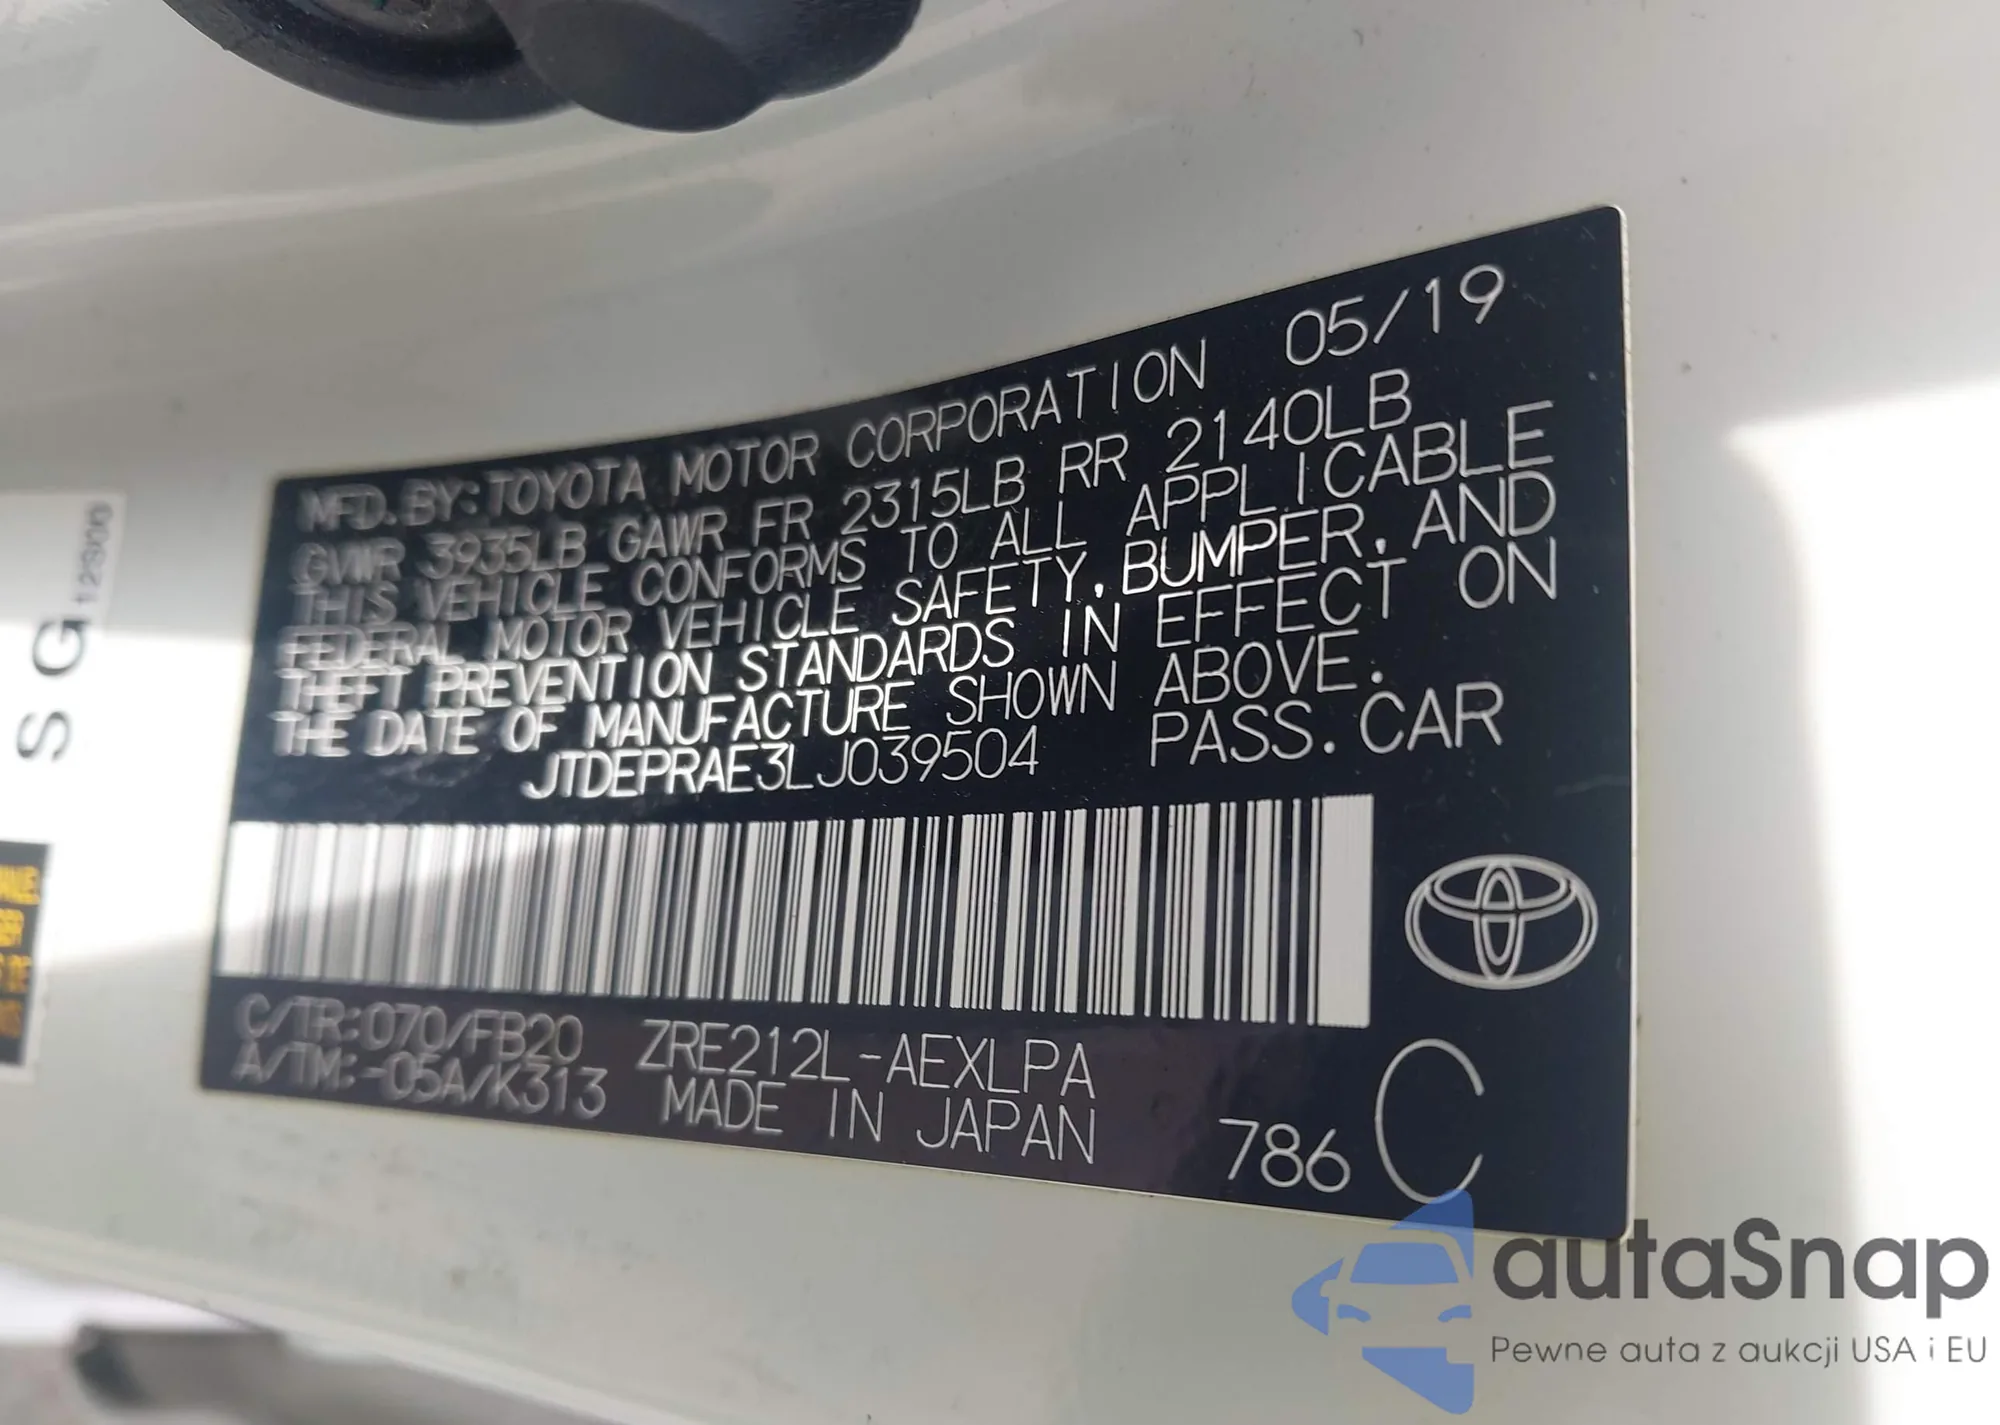 MFD. BY: TOYOTA MOTOR CORPORATION 05/19
GVWR 3935LB GAWR FR 2315LB RR 2140LB
THIS VEHICLE CONFORMS TO ALL APPLICABLE
FEDERAL MOTOR VEHICLE SAFETY, BUMPER, AND
THEFT PREVENTION STANDARDS IN EFFECT ON
THE DATE OF MANUFACTURE SHOWN ABOVE.
JTDEPRAE3LJ039504 PASS. CAR
C/TR:070/FB20 ZRE212L-AEXLPA
A/TM:-05A/K313 MADE IN JAPAN
786 C
SG 12S00
autoSnap
Pewne auta z aukcji USA i EU